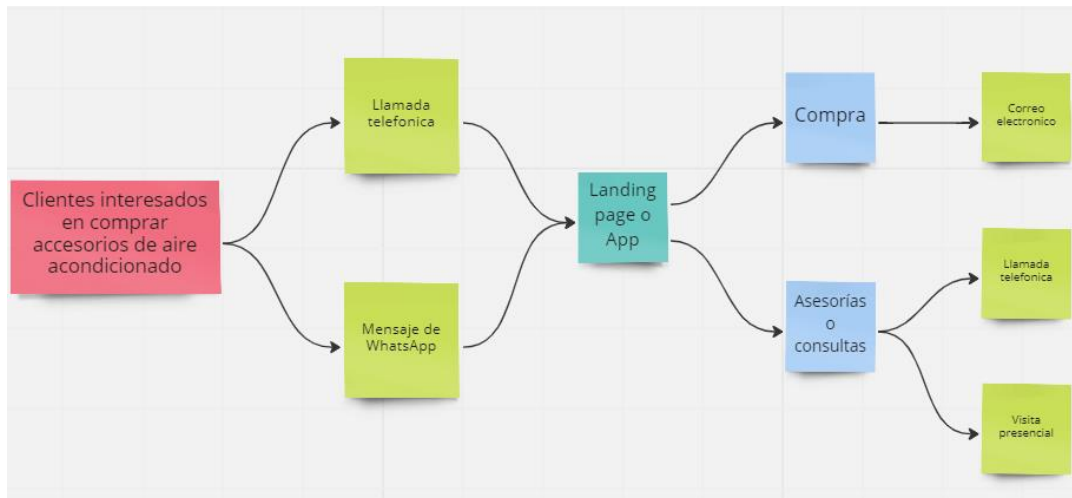 Clientes interesados
en comprar
accesorios de aire
acondicionado
Llamada
telefonica
Mensaje de
WhatsApp
Landing
page o
App
Compra
Correo
electronico
Asesorías
o
consultas
Llamada
telefonica
Visita
presencial